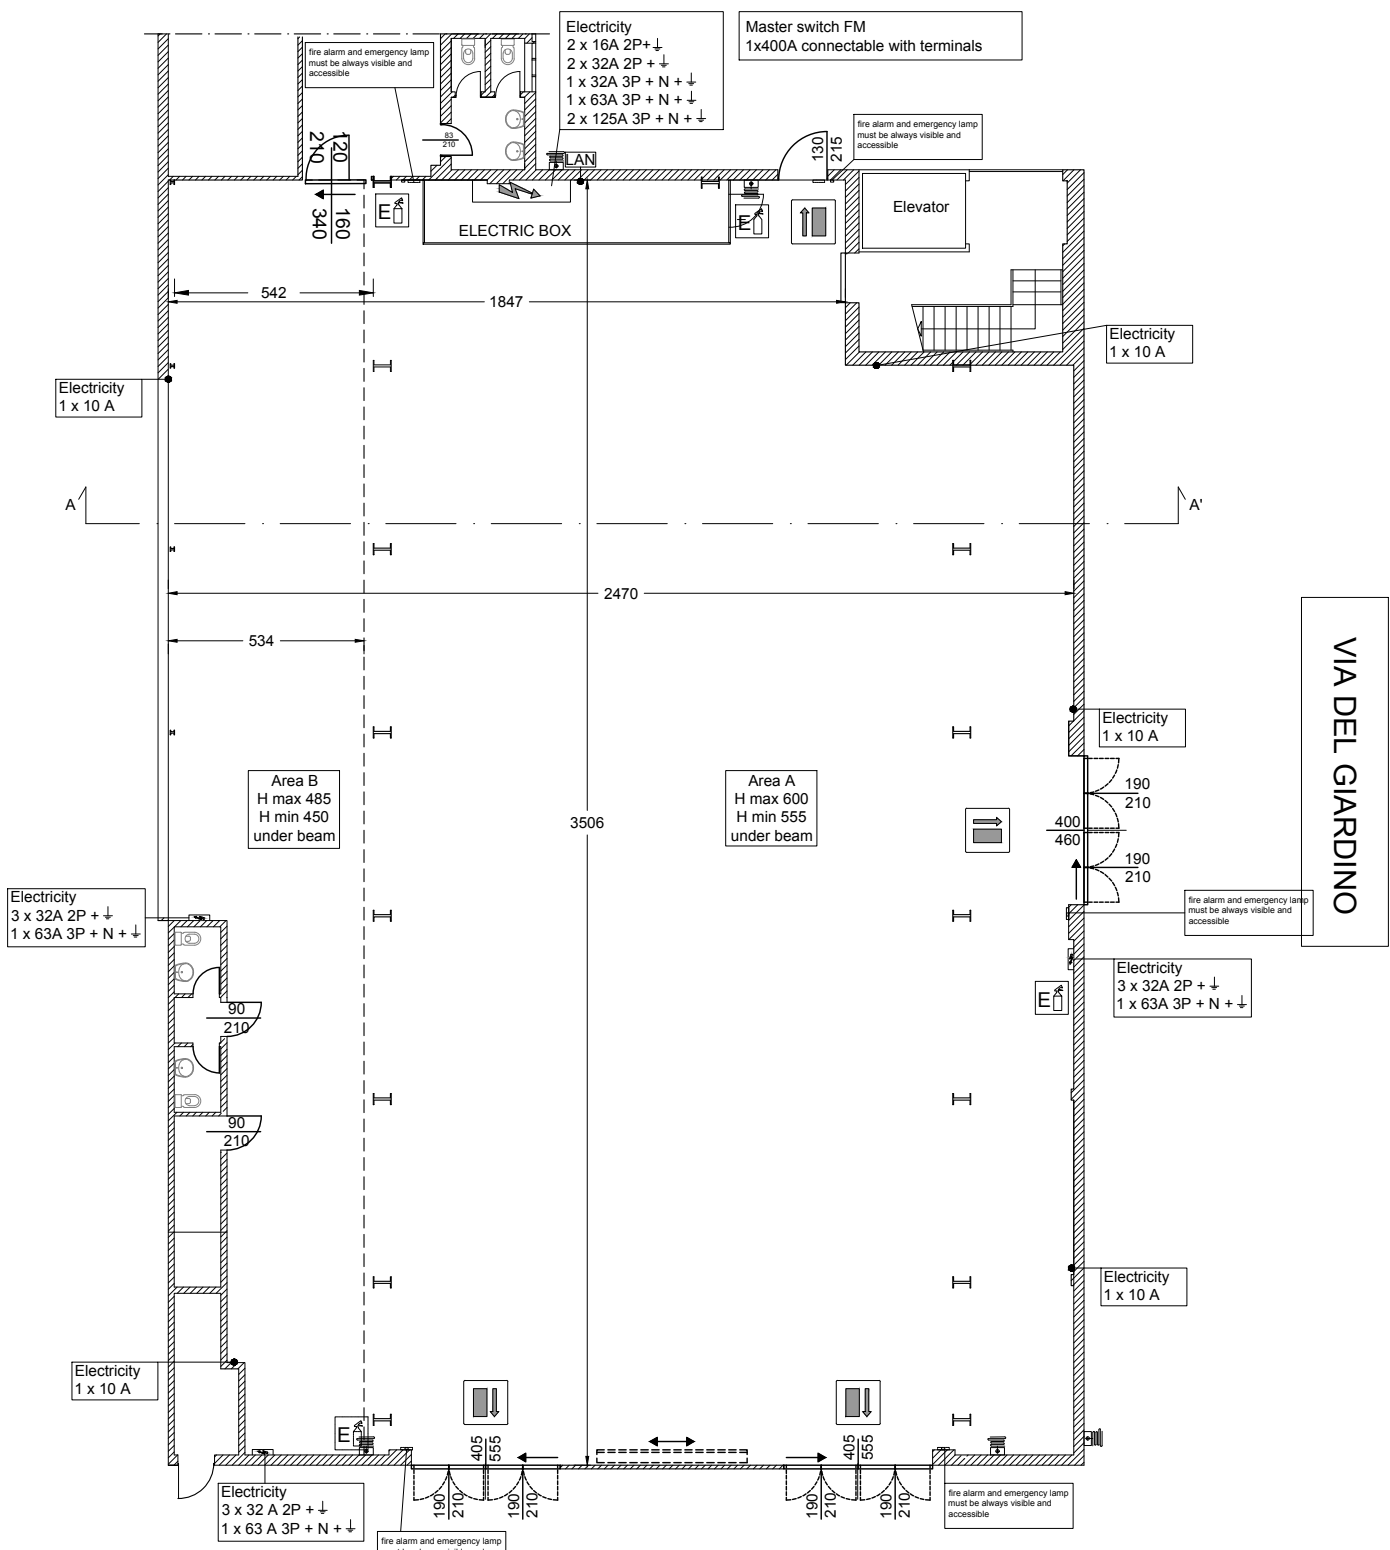 Electricity
2 x 16A 2P+⏚
2 x 32A 2P + ⏚
1 x 32A 3P + N + ⏚
1 x 63A 3P + N + ⏚
2 x 125A 3P + N + ⏚
Master switch FM
1x400A connectable with terminals
fire alarm and emergency lamp
must be always visible and
accessible
fire alarm and emergency lamp
must be always visible and
accessible
83
210
120
210
130
215
LAN
E
160
340
ELECTRIC BOX
E
Elevator
542
1847
Electricity
1 x 10 A
Electricity
1 x 10 A
A
A'
2470
534
VIA DEL GIARDINO
Electricity
1 x 10 A
Area B
H max 485
H min 450
under beam
Area A
H max 600
H min 555
under beam
3506
190
210
400
460
190
210
Electricity
3 x 32A 2P + ⏚
1 x 63A 3P + N + ⏚
fire alarm and emergency lamp
must be always visible and
accessible
Electricity
3 x 32A 2P + ⏚
1 x 63A 3P + N + ⏚
E
90
210
90
210
Electricity
1 x 10 A
Electricity
1 x 10 A
E
405
555
405
555
190
210
190
210
190
210
190
210
Electricity
3 x 32 A 2P + ⏚
1 x 63 A 3P + N + ⏚
fire alarm and emergency lamp
must be always visible and
accessible
fire alarm and emergency lamp